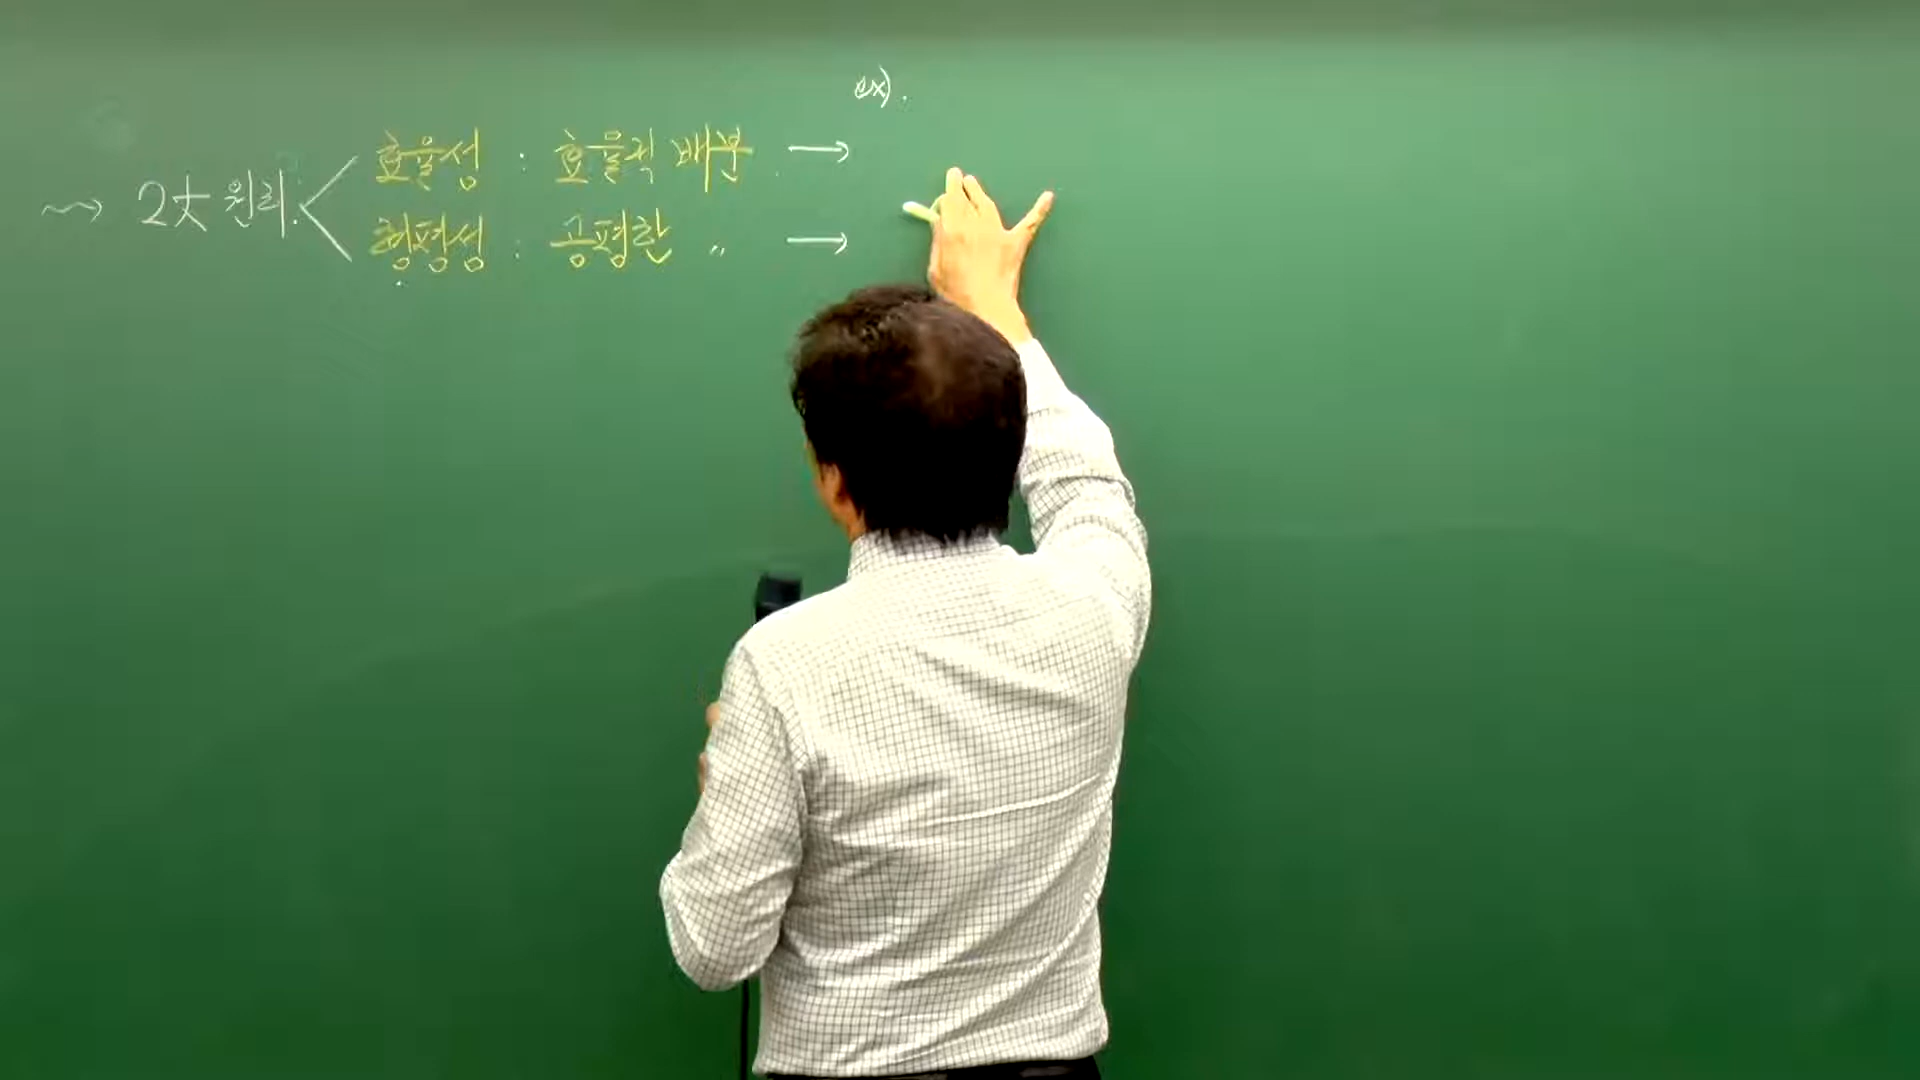 ex).
효율성 : 효율적 배분 →
~> 2大 원리 : <
형평성 : 공평한 〃 →